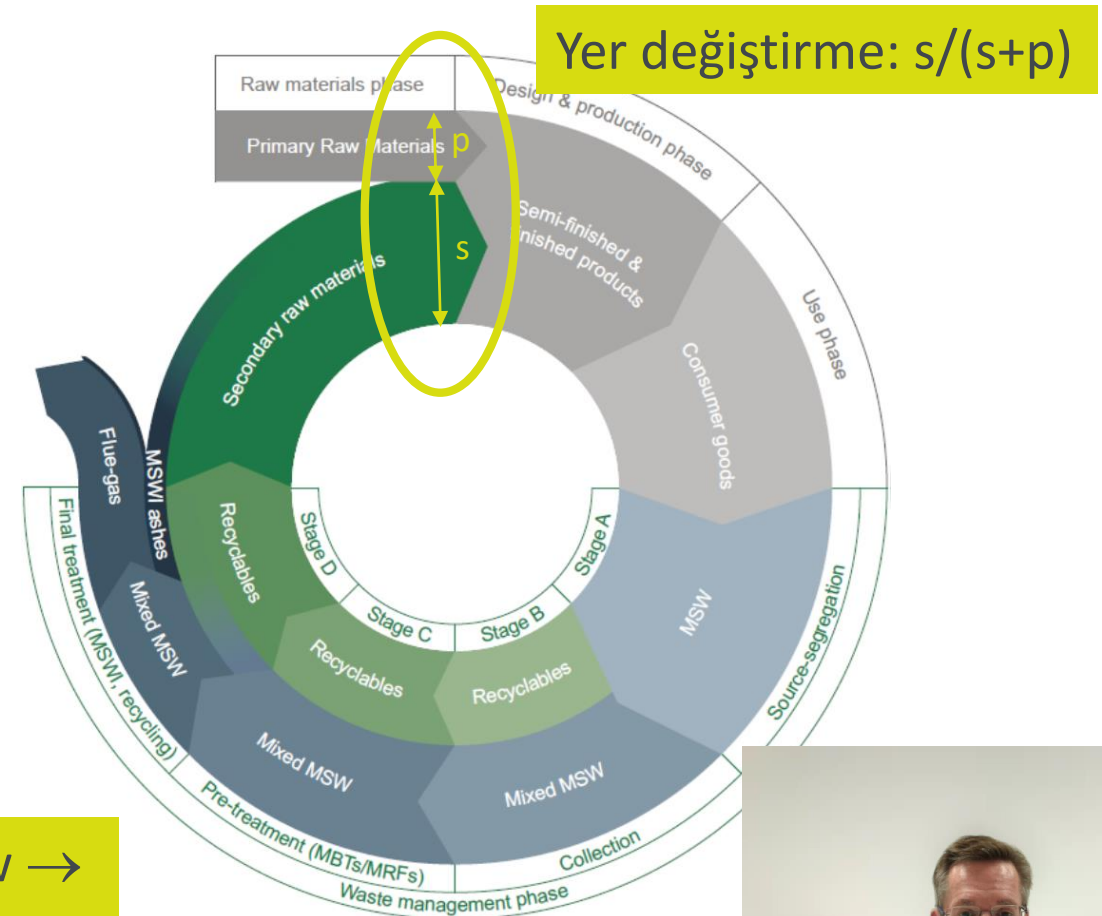 Yer değiştirme: s/(s+p)
Raw materials phase
Design & production phase
Primary Raw Materials
p
s
Semi-finished &
finished products
Secondary raw materials
Use phase
Consumer goods
Flue-gas
MSWI ashes
Recyclables
Stage D
Stage A
MSW
Source-segregation
Final treatment (MSWI, recycling)
Mixed MSW
Stage C
Stage B
Recyclables
Recyclables
Mixed MSW
Mixed MSW
Pre-treatment (MBTs/MRFs)
Collection
Waste management phase
→